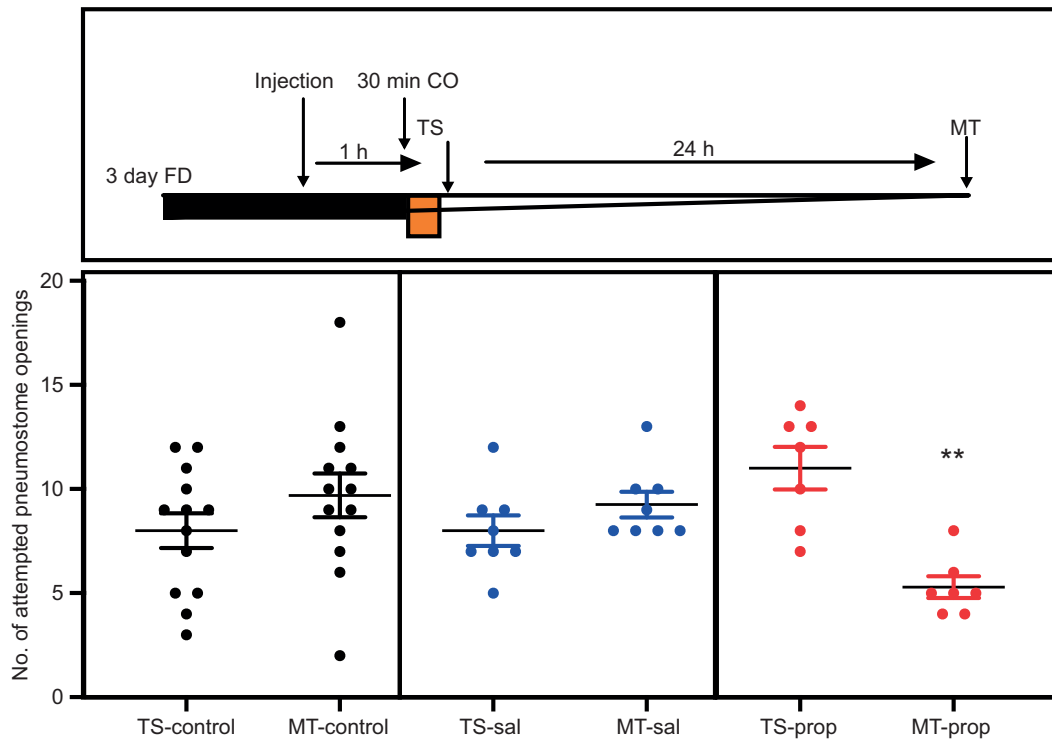 Injection 30 min CO
TS MT
1 h 24 h
3 day FD
No. of attempted pneumostome openings
20
15
10
5
0
**
TS-control MT-control TS-sal MT-sal TS-prop MT-prop